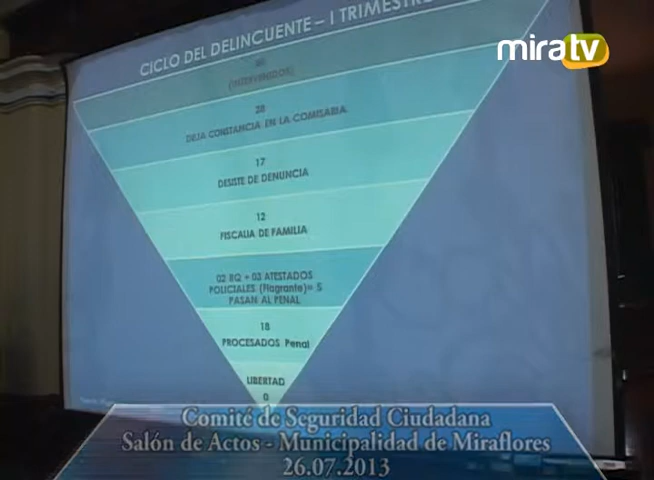 CICLO DEL DELINCUENTE – I TRIMESTRE
miratv
(INTERVENIDOS)
28
DEJA CONSTANCIA EN LA COMISARIA
17
DESISTE DE DENUNCIA
12
FISCALIA DE FAMILIA
02 RQ + 03 ATESTADOS
POLICIALES (Flagrante)= 5
PASAN AL PENAL
18
PROCESADOS Penal
LIBERTAD
0
Comité de Seguridad Ciudadana
Salón de Actos - Municipalidad de Miraflores
26.07.2013